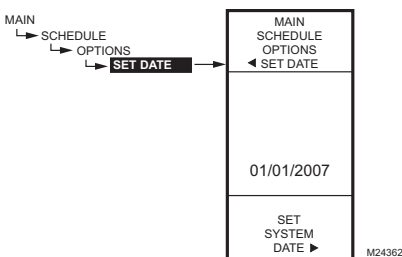 MAIN
SCHEDULE
OPTIONS
SET DATE
MAIN
SCHEDULE
OPTIONS
◄ SET DATE
01/01/2007
SET
SYSTEM
DATE ►
M24362